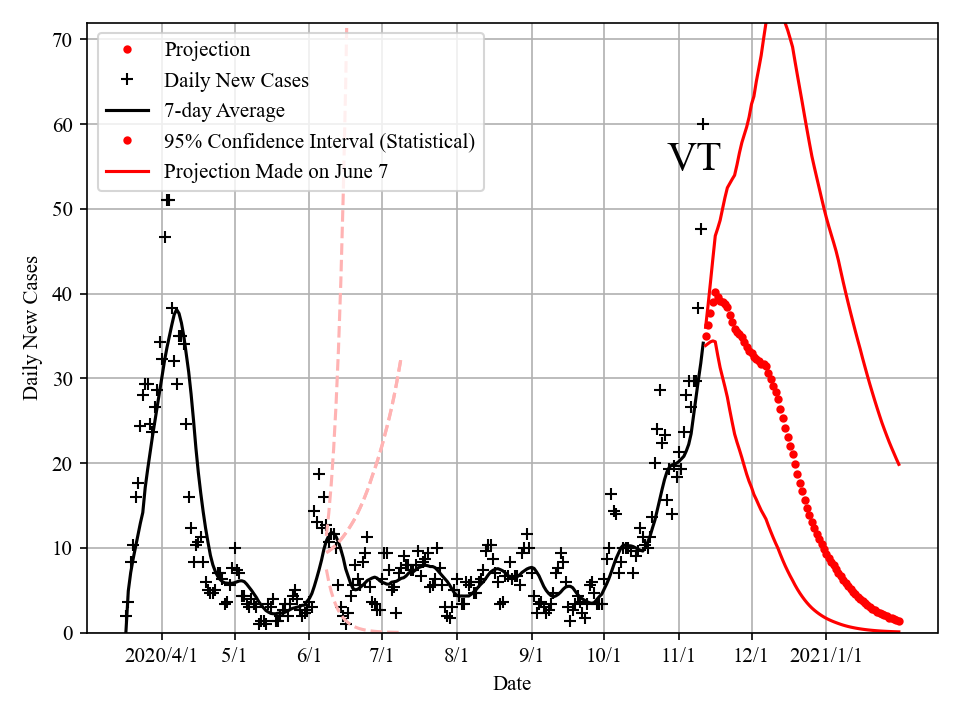 70
60
50
40
30
20
10
0
Daily New Cases
Projection
Daily New Cases
7-day Average
95% Confidence Interval (Statistical)
Projection Made on June 7
VT
2020/4/1 5/1 6/1 7/1 8/1 9/1 10/1 11/1 12/1 2021/1/1
Date